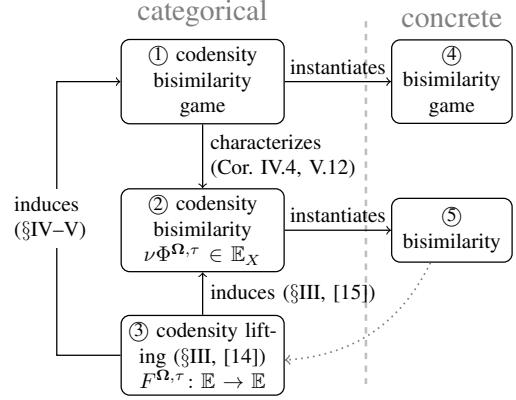 categorical
concrete
① codensity
bisimilarity
game
instantiates
④
bisimilarity
game
characterizes
(Cor. IV.4, V.12)
induces
(§IV–V)
② codensity
bisimilarity
νΦ^{Ω,τ} ∈ 𝔼_X
instantiates
⑤
bisimilarity
induces (§III, [15])
③ codensity lift-
ing (§III, [14])
F^{Ω,τ}: 𝔼 → 𝔼